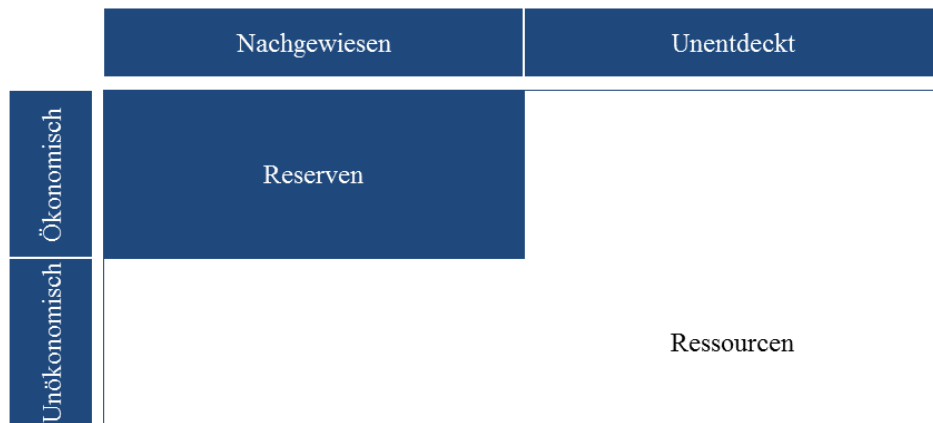 Nachgewiesen
Unentdeckt
Ökonomisch
Reserven
Unökonomisch
Ressourcen